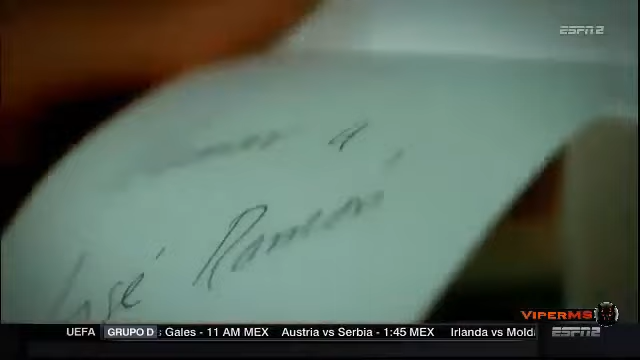 ESPN2
a
José Ramón
VIPERMS
UEFA GRUPO D : Gales - 11 AM MEX Austria vs Serbia - 1:45 MEX Irlanda vs Mold
ESPN2